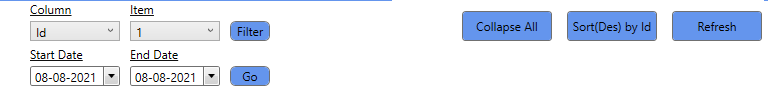 Column Item
Id 1 Filter Collapse All Sort(Des) by Id Refresh
Start Date End Date
08-08-2021 08-08-2021 Go